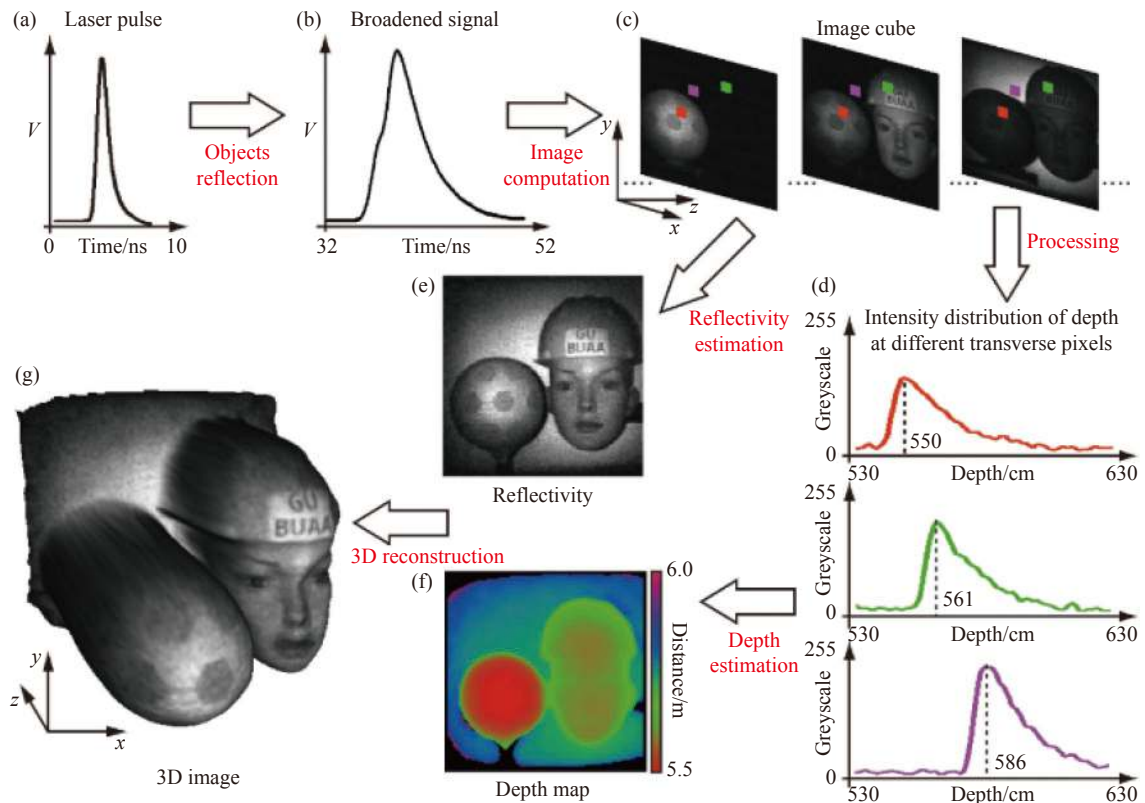 (a)
Laser pulse
V
0
Time/ns
10
Objects
reflection
(b)
Broadened signal
V
32
Time/ns
52
Image
computation
(c)
Image cube
y
z
x
GU
BUAA
GU
BUAA
Processing
Reflectivity
estimation
(d)
Intensity distribution of depth
at different transverse pixels
255
Greyscale
0
550
530
Depth/cm
630
255
Greyscale
0
561
530
Depth/cm
630
255
Greyscale
0
586
530
Depth/cm
630
(e)
GU
BUAA
Reflectivity
Depth
estimation
(f)
6.0
Distance/m
5.5
Depth map
3D reconstruction
(g)
GU
BUAA
y
z
x
3D image